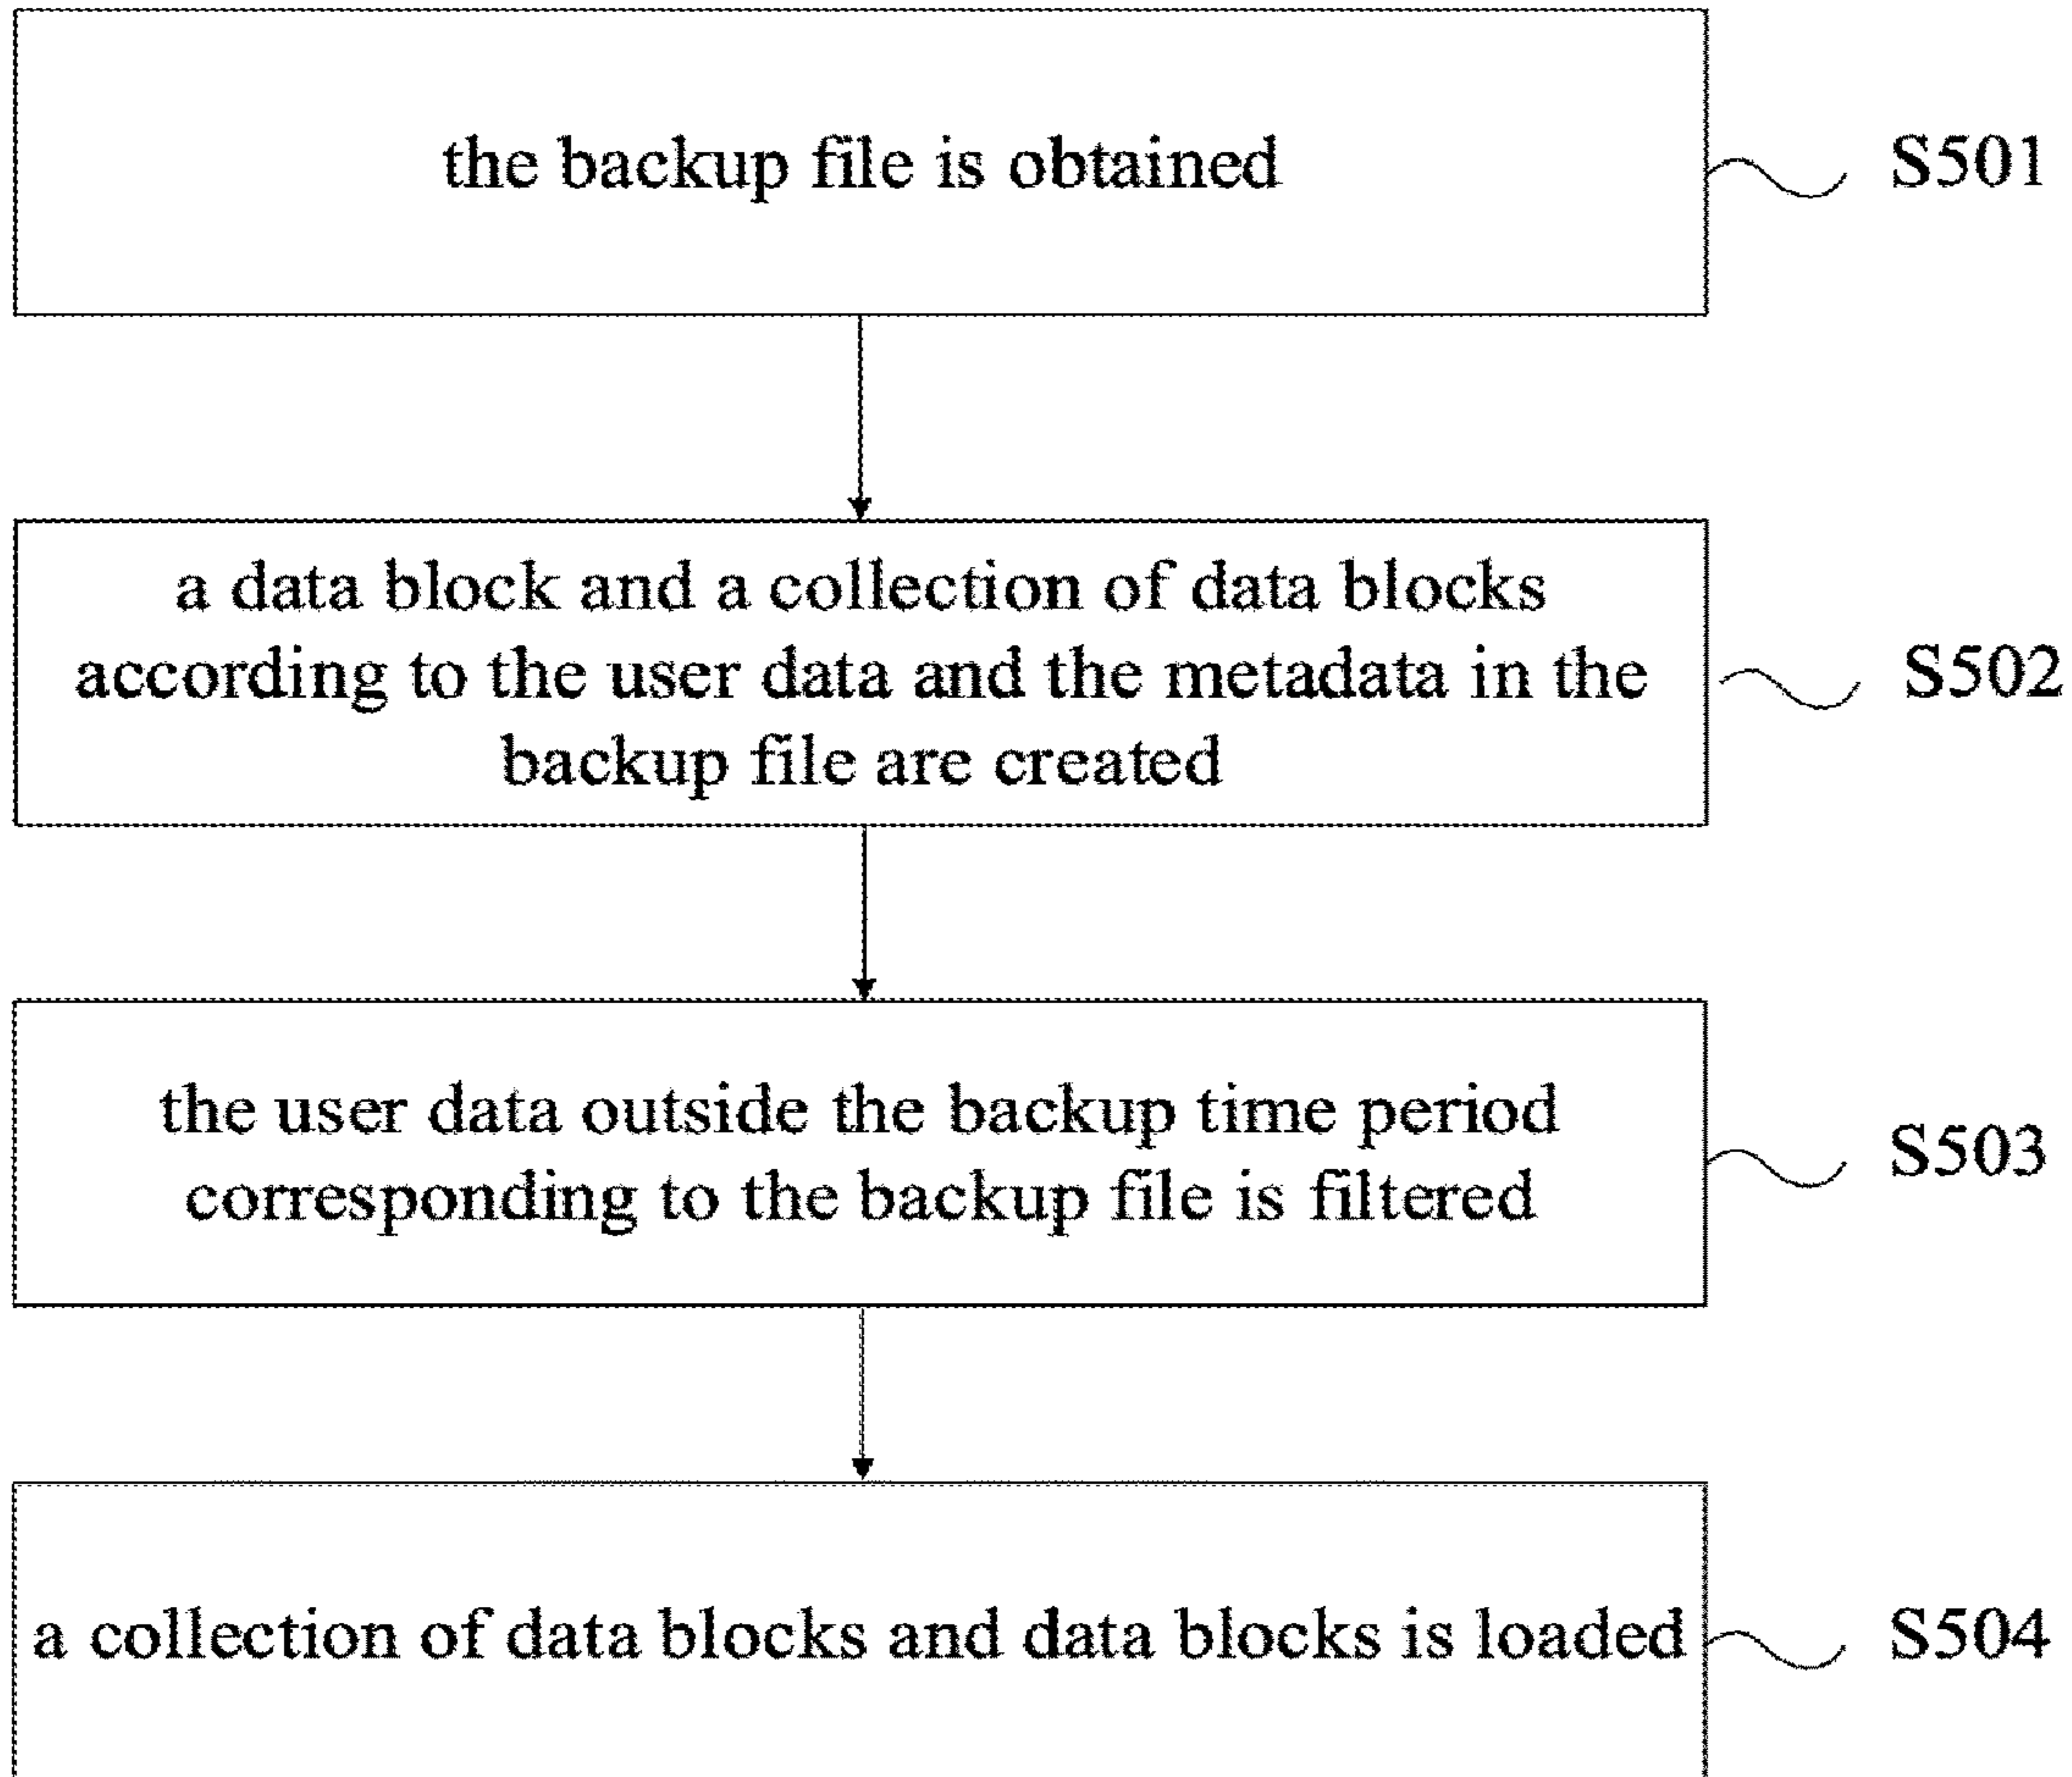 the backup file is obtained
S501
a data block and a collection of data blocks
according to the user data and the metadata in the
backup file are created
S502
the user data outside the backup time period
corresponding to the backup file is filtered
S503
a collection of data blocks and data blocks is loaded
S504